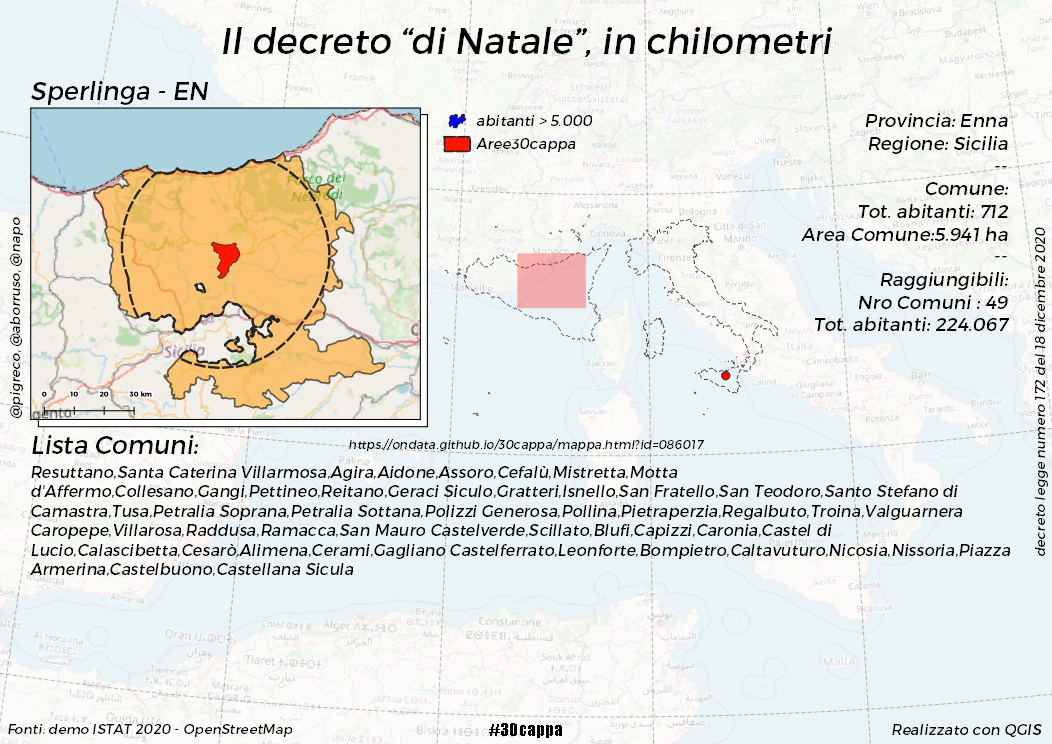 Il decreto “di Natale”, in chilometri
Sperlinga - EN
abitanti > 5.000
Aree30cappa
Provincia: Enna
Regione: Sicilia
--
Comune:
Tot. abitanti: 712
Area Comune:5.941 ha
--
Raggiungibili:
Nro Comuni : 49
Tot. abitanti: 224.067
Parco dei
Nebrodi
Sicilia
0 10 20 30 km
@pigreco, @aborruso, @napo
decreto legge numero 172 del 18 dicembre 2020
Lista Comuni:
https://ondata.github.io/30cappa/mappa.html?id=086017
Resuttano,Santa Caterina Villarmosa,Agira,Aidone,Assoro,Cefalù,Mistretta,Motta
d'Affermo,Collesano,Gangi,Pettineo,Reitano,Geraci Siculo,Gratteri,Isnello,San Fratello,San Teodoro,Santo Stefano di
Camastra,Tusa,Petralia Soprana,Petralia Sottana,Polizzi Generosa,Pollina,Pietraperzia,Regalbuto,Troina,Valguarnera
Caropepe,Villarosa,Raddusa,Ramacca,San Mauro Castelverde,Scillato,Blufi,Capizzi,Caronia,Castel di
Lucio,Calascibetta,Cesarò,Alimena,Cerami,Gagliano Castelferrato,Leonforte,Bompietro,Caltavuturo,Nicosia,Nissoria,Piazza
Armerina,Castelbuono,Castellana Sicula
Fonti: demo ISTAT 2020 - OpenStreetMap
#30cappa
Realizzato con QGIS